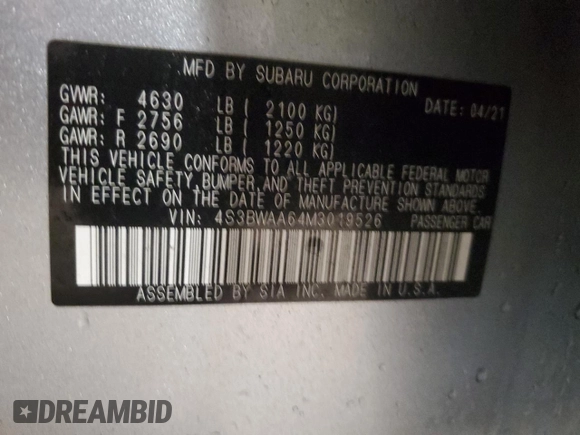 MFD BY SUBARU CORPORATION
GVWR: 4630 LB ( 2100 KG) DATE: 04/21
GAWR: F 2756 LB ( 1250 KG)
GAWR: R 2690 LB ( 1220 KG)
THIS VEHICLE CONFORMS TO ALL APPLICABLE FEDERAL MOTOR
VEHICLE SAFETY, BUMPER, AND THEFT PREVENTION STANDARDS
IN EFFECT ON THE DATE OF MANUFACTURE SHOWN ABOVE.
VIN: 4S3BWAA64M3019526 PASSENGER CAR
ASSEMBLED BY SIA INC. MADE IN U.S.A.
DREAMBID